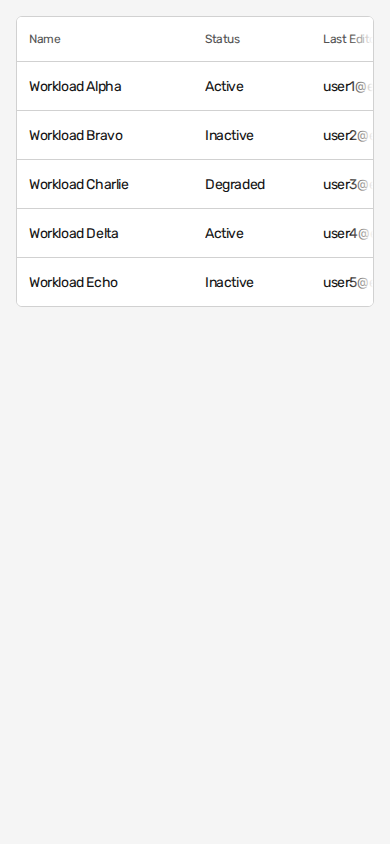 Name Status Last
Workload Alpha Active user1@
Workload Bravo Inactive user2@
Workload Charlie Degraded user3@
Workload Delta Active user4@
Workload Echo Inactive user5@